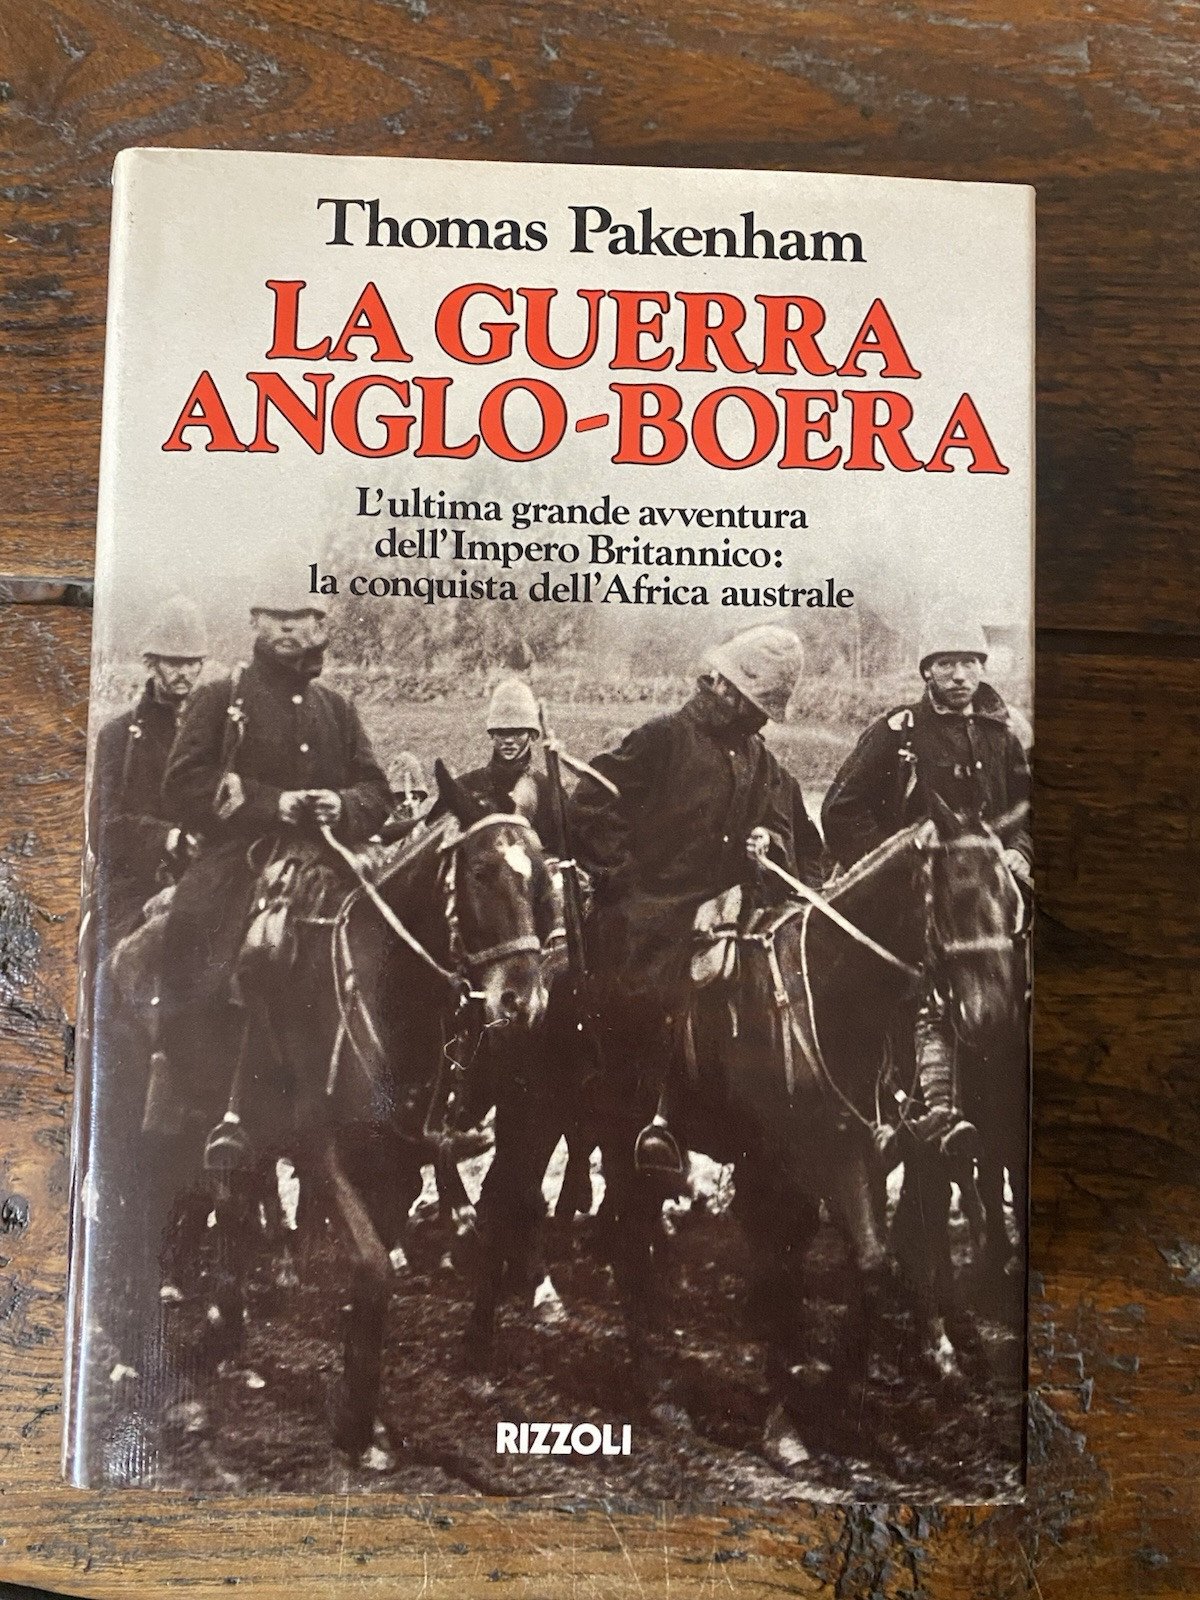 Thomas Pakenham
LA GUERRA
ANGLO-BOERA
L'ultima grande avventura
dell'Impero Britannico:
la conquista dell'Africa australe
RIZZOLI